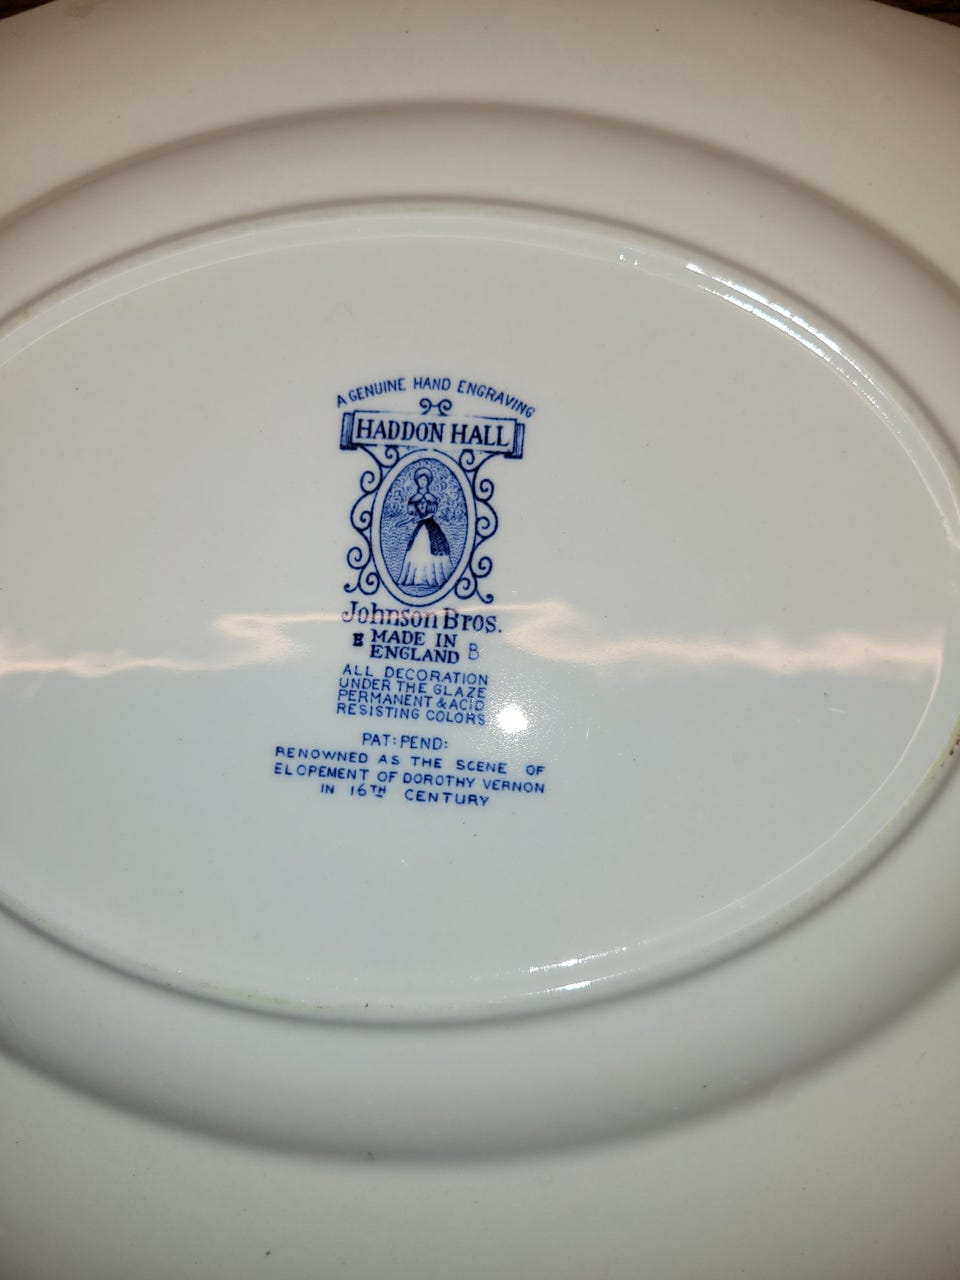 A GENUINE HAND ENGRAVING
HADDON HALL
Johnson Bros.
E MADE IN B
ENGLAND
ALL DECORATION
UNDER THE GLAZE
PERMANENT & ACID
RESISTING COLORS
PAT: PEND:
RENOWNED AS THE SCENE OF
ELOPEMENT OF DOROTHY VERNON
IN 16TH CENTURY